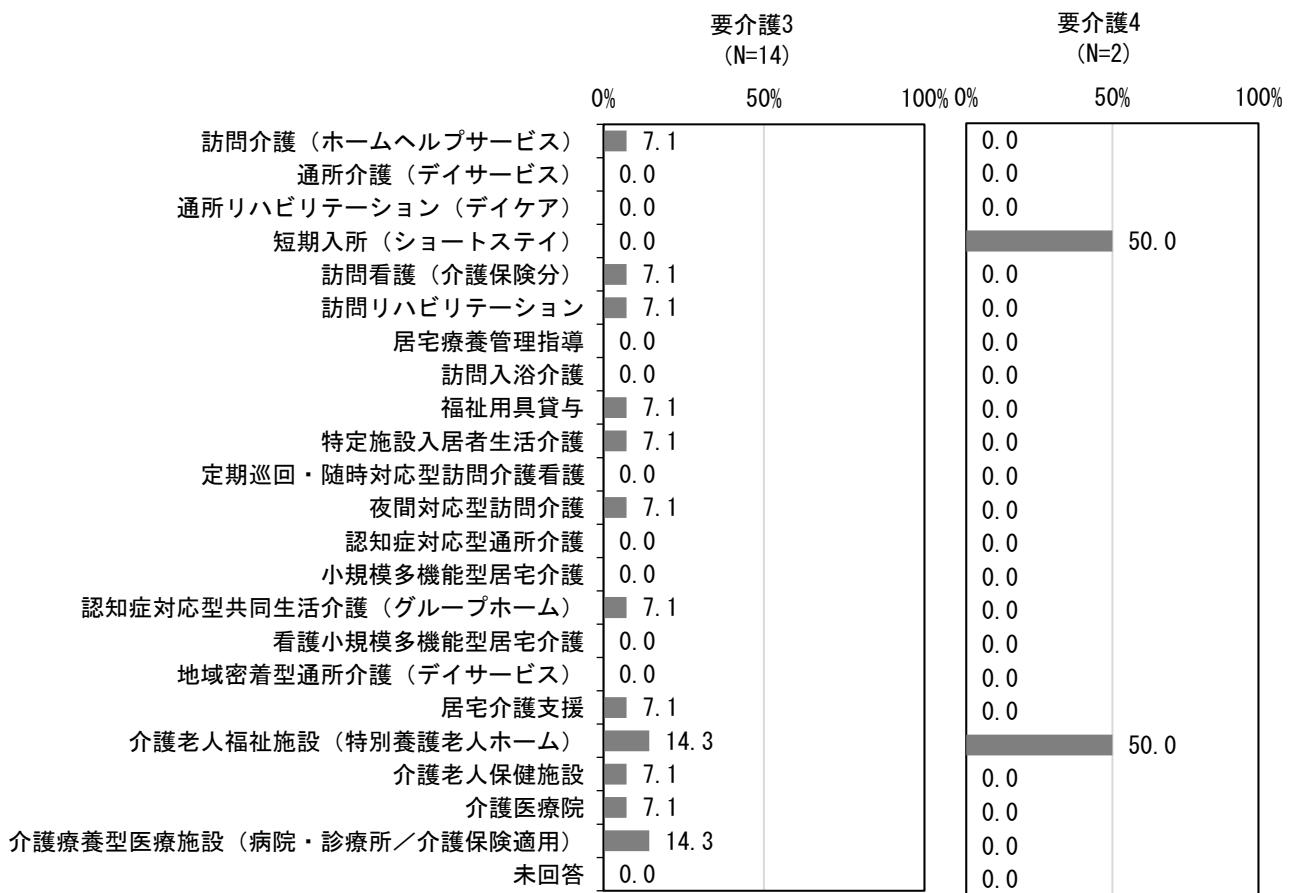 要介護3
(N=14)
要介護4
(N=2)
0% 50% 100% 0% 50% 100%
訪問介護（ホームヘルプサービス） 7.1 0.0
通所介護（デイサービス） 0.0 0.0
通所リハビリテーション（デイケア） 0.0 0.0
短期入所（ショートステイ） 0.0 50.0
訪問看護（介護保険分） 7.1 0.0
訪問リハビリテーション 7.1 0.0
居宅療養管理指導 0.0 0.0
訪問入浴介護 0.0 0.0
福祉用具貸与 7.1 0.0
特定施設入居者生活介護 7.1 0.0
定期巡回・随時対応型訪問介護看護 0.0 0.0
夜間対応型訪問介護 7.1 0.0
認知症対応型通所介護 0.0 0.0
小規模多機能型居宅介護 0.0 0.0
認知症対応型共同生活介護（グループホーム） 7.1 0.0
看護小規模多機能型居宅介護 0.0 0.0
地域密着型通所介護（デイサービス） 0.0 0.0
居宅介護支援 7.1 0.0
介護老人福祉施設（特別養護老人ホーム） 14.3 50.0
介護老人保健施設 7.1 0.0
介護医療院 7.1 0.0
介護療養型医療施設（病院・診療所／介護保険適用） 14.3 0.0
未回答 0.0 0.0